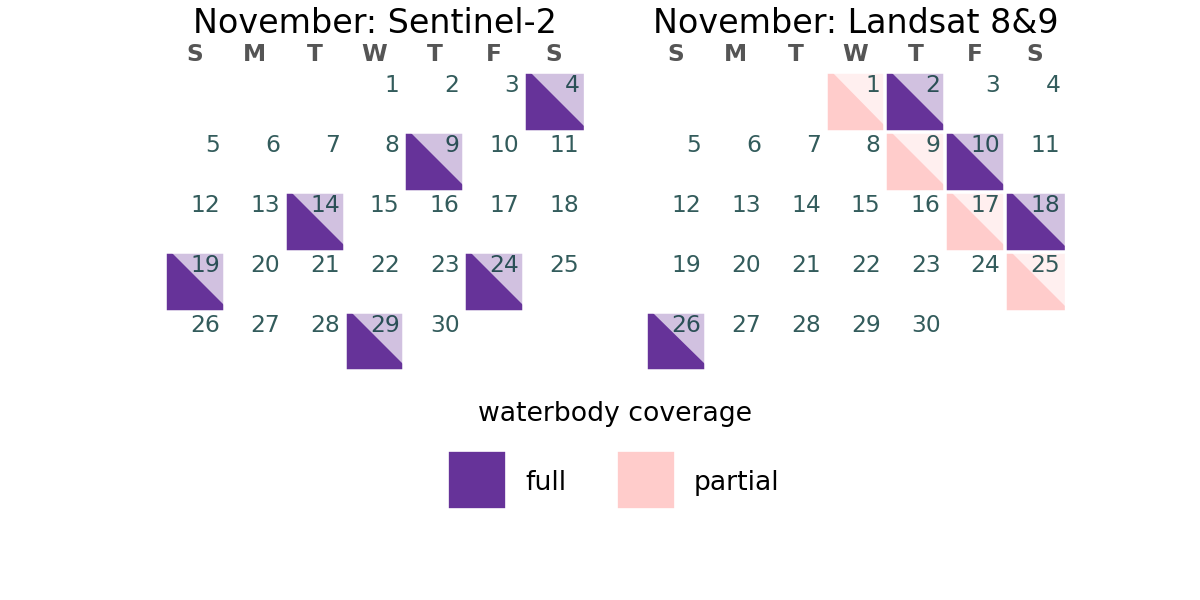 November: Sentinel-2
S M T W T F S
1 2 3 4
5 6 7 8 9 10 11
12 13 14 15 16 17 18
19 20 21 22 23 24 25
26 27 28 29 30
November: Landsat 8&9
S M T W T F S
1 2 3 4
5 6 7 8 9 10 11
12 13 14 15 16 17 18
19 20 21 22 23 24 25
26 27 28 29 30
waterbody coverage
full partial